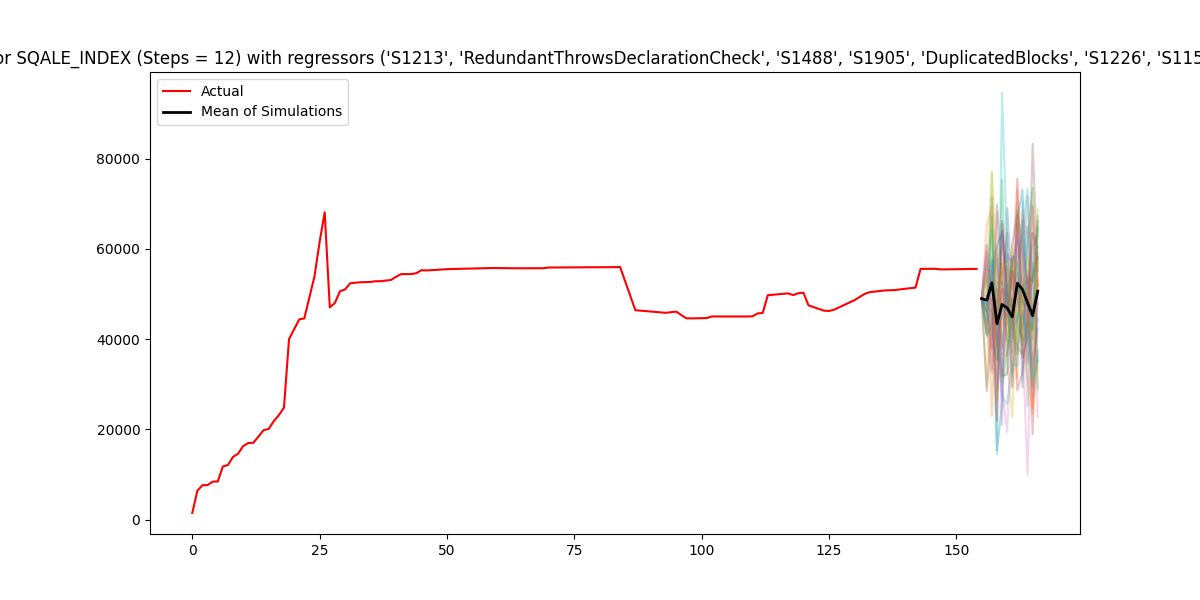 or SQALE_INDEX (Steps = 12) with regressors ('S1213', 'RedundantThrowsDeclarationCheck', 'S1488', 'S1905', 'DuplicatedBlocks', 'S1226', 'S115
Actual
Mean of Simulations
80000
60000
40000
20000
0
0 25 50 75 100 125 150